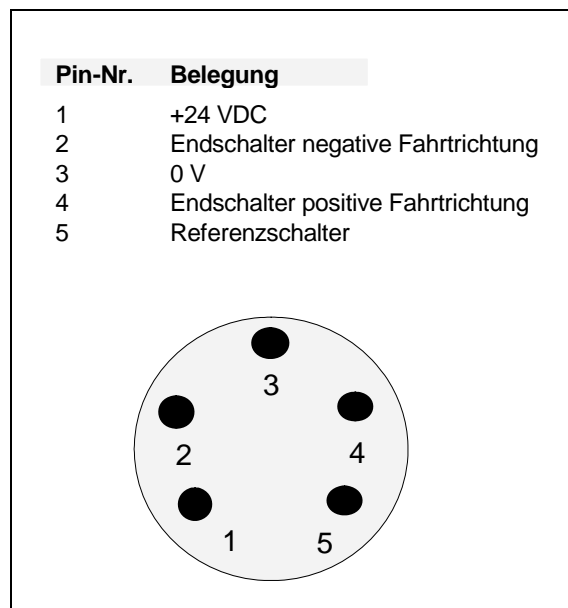 Pin-Nr. Belegung
1 +24 VDC
2 Endschalter negative Fahrtrichtung
3 0 V
4 Endschalter positive Fahrtrichtung
5 Referenzschalter
3
2 4
1 5